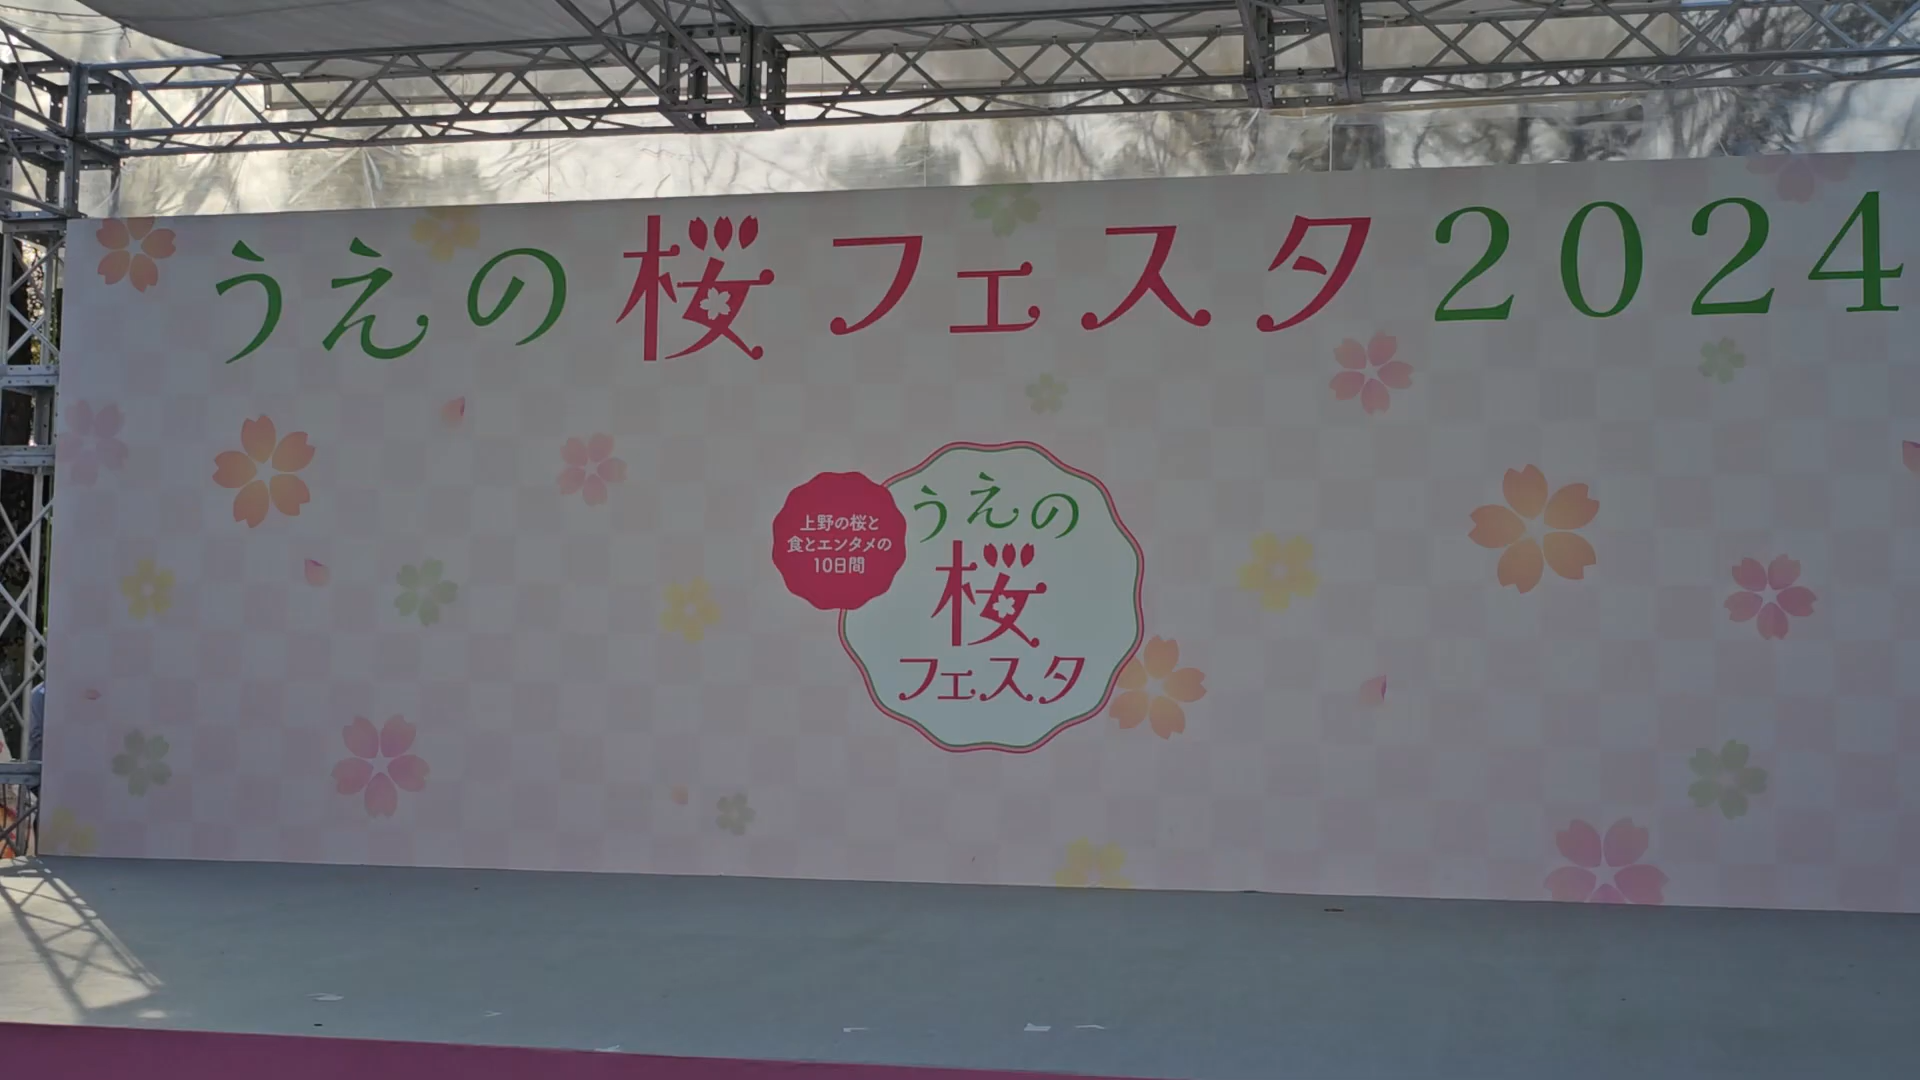 うえの桜フェスタ2024
上野の桜と
食とエンタメの
10日間
うえの
桜
フェスタ